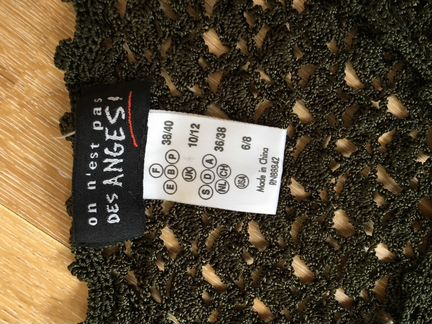 on n'est pas
DES ANGES!
F 38/40
E B P
UK 10/12
S D A 36/38
NL CH
USA 6/8
Made in China
RN88842